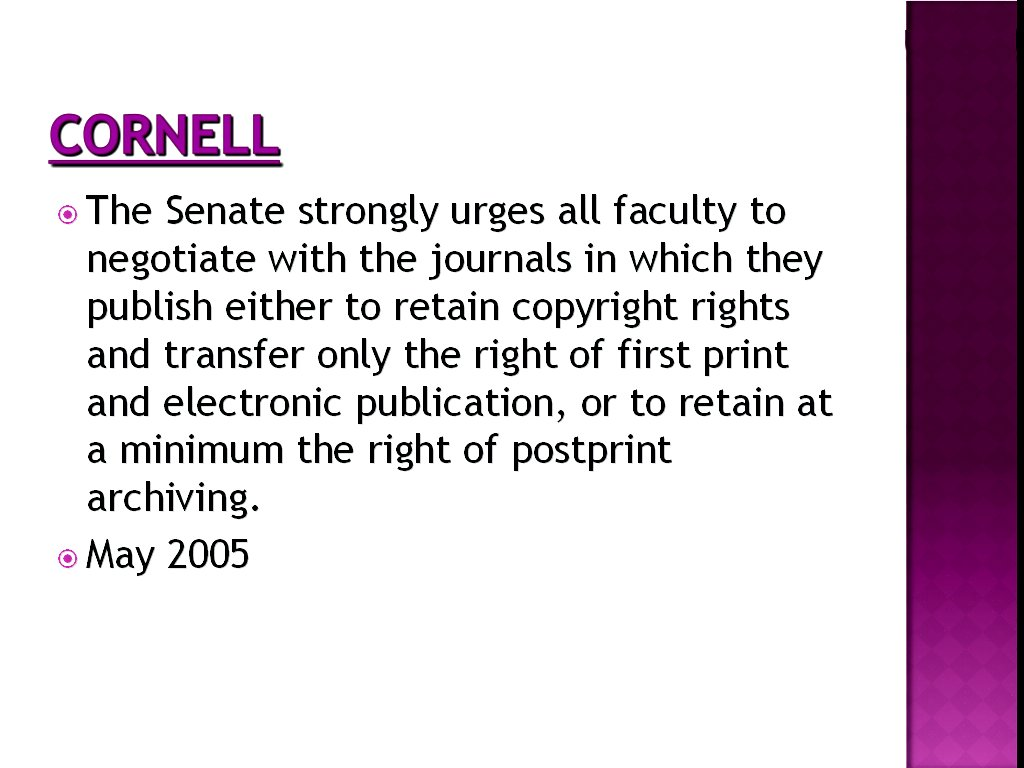 CORNELL
The Senate strongly urges all faculty to
negotiate with the journals in which they
publish either to retain copyright rights
and transfer only the right of first print
and electronic publication, or to retain at
a minimum the right of postprint
archiving.
May 2005